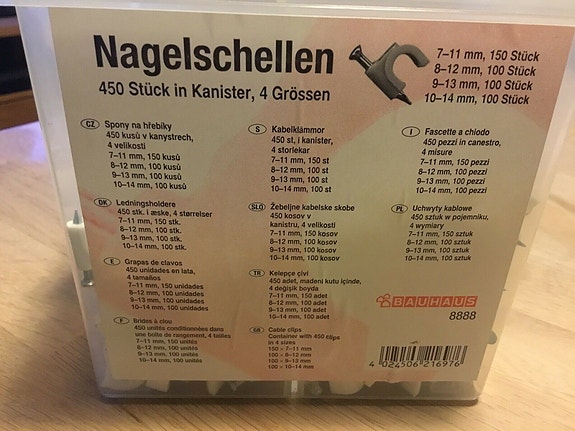 Nagelschellen
450 Stück in Kanister, 4 Grössen
7–11 mm, 150 Stück
8–12 mm, 100 Stück
9–13 mm, 100 Stück
10–14 mm, 100 Stück
CZ Spony na hřebíky
450 kusů v kanystrech,
4 velikosti
7–11 mm, 150 kusů
8–12 mm, 100 kusů
9–13 mm, 100 kusů
10–14 mm, 100 kusů
S Kabelklämmor
450 st, i kanister,
4 storlekar
7–11 mm, 150 st
8–12 mm, 100 st
9–13 mm, 100 st
10–14 mm, 100 st
I Fascette a chiodo
450 pezzi in canestro,
4 misure
7–11 mm, 150 pezzi
8–12 mm, 100 pezzi
9–13 mm, 100 pezzi
10–14 mm, 100 pezzi
DK Ledningsholdere
450 stk. i æske, 4 størrelser
7–11 mm, 150 stk.
8–12 mm, 100 stk.
9–13 mm, 100 stk.
10–14 mm, 100 stk.
SLO Žebeljne kabelske skobe
450 kosov v
kanistru, 4 velikosti
7–11 mm, 150 kosov
8–12 mm, 100 kosov
9–13 mm, 100 kosov
10–14 mm, 100 kosov
PL Uchwyty kablowe
450 sztuk w pojemniku,
4 wymiary
7–11 mm, 150 sztuk
8–12 mm, 100 sztuk
9–13 mm, 100 sztuk
10–14 mm, 100 sztuk
E Grapas de clavos
450 unidades en lata,
4 tamaños
7–11 mm, 150 unidades
8–12 mm, 100 unidades
9–13 mm, 100 unidades
10–14 mm, 100 unidades
TR Kelepçe çivi
450 adet, madeni kutu içinde,
4 değişik boyda
7–11 mm, 150 adet
8–12 mm, 100 adet
9–13 mm, 100 adet
10–14 mm, 100 adet
BAUHAUS
8888
F Brides à clou
450 unités conditionnées dans
une boîte de rangement, 4 tailles
7–11 mm, 150 unités
8–12 mm, 100 unités
9–13 mm, 100 unités
10–14 mm, 100 unités
GB Cable clips
Container with 450 clips
in 4 sizes
150 × 7–11 mm
100 × 8–12 mm
100 × 9–13 mm
100 × 10–14 mm
4 024506 216976